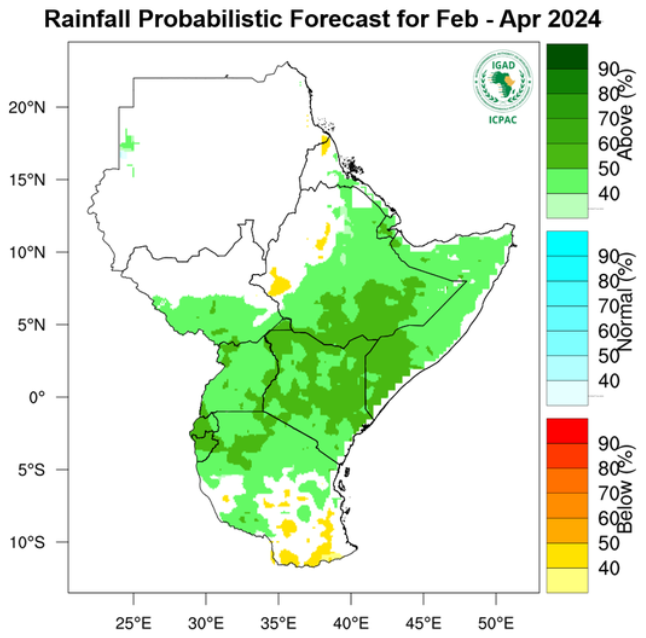 Rainfall Probabilistic Forecast for Feb - Apr 2024
IGAD
ICPAC
20°N
15°N
10°N
5°N
0°
5°S
10°S
25°E
30°E
35°E
40°E
45°E
50°E
90
80
70
60
50
40
Above (%)
90
80
70
60
50
40
Normal (%)
90
80
70
60
50
40
Below (%)